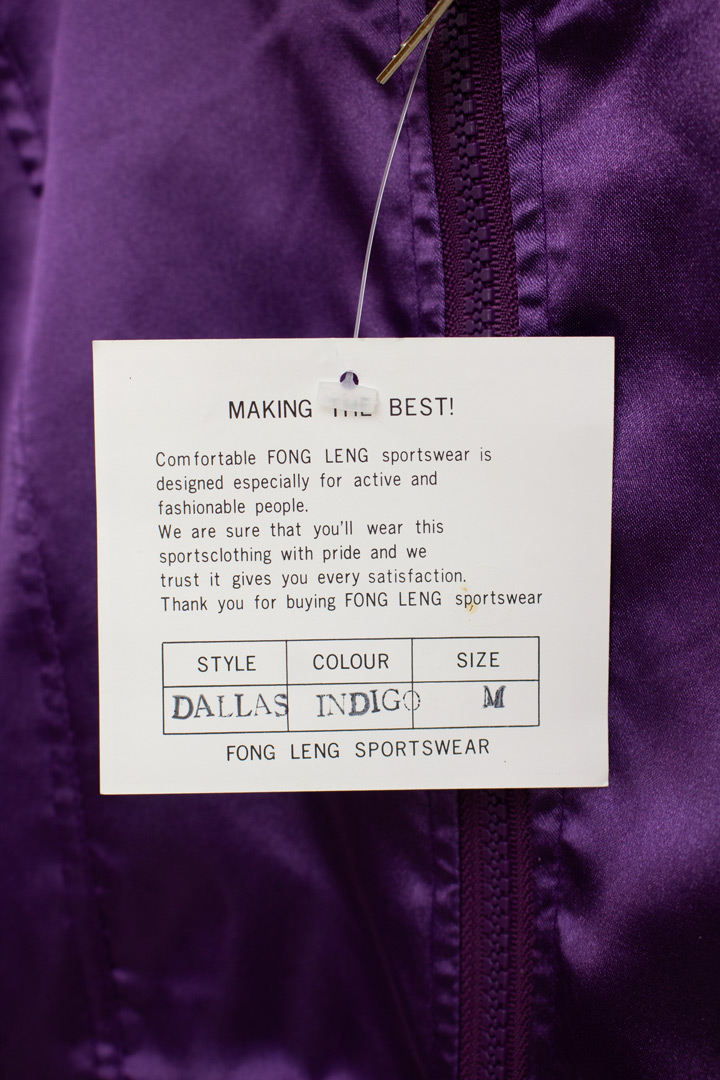 MAKING THE BEST!
Comfortable FONG LENG sportswear is
designed especially for active and
fashionable people.
We are sure that you'll wear this
sportsclothing with pride and we
trust it gives you every satisfaction.
Thank you for buying FONG LENG sportswear
STYLE COLOUR SIZE
DALLAS INDIGO M
FONG LENG SPORTSWEAR